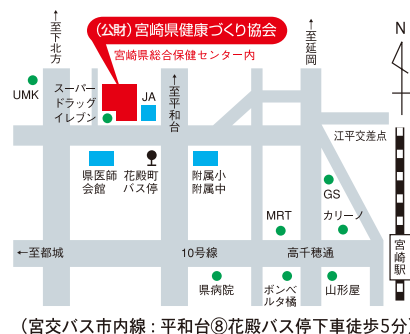 ↑至下北方
(公財)宮崎県健康づくり協会
宮崎県総合保健センター内
↑至延岡
N
UMK
スーパー
ドラッグ
イレブン
JA
↑至平和台
江平交差点
県医師
会館
花殿町
バス停
附属小
附属中
GS
MRT
カリーノ
←至都城
10号線
高千穂通
宮崎駅
県病院
ボン
ベルタ橘
山形屋
(宮交バス市内線:平和台⑧花殿バス停下車徒歩5分)